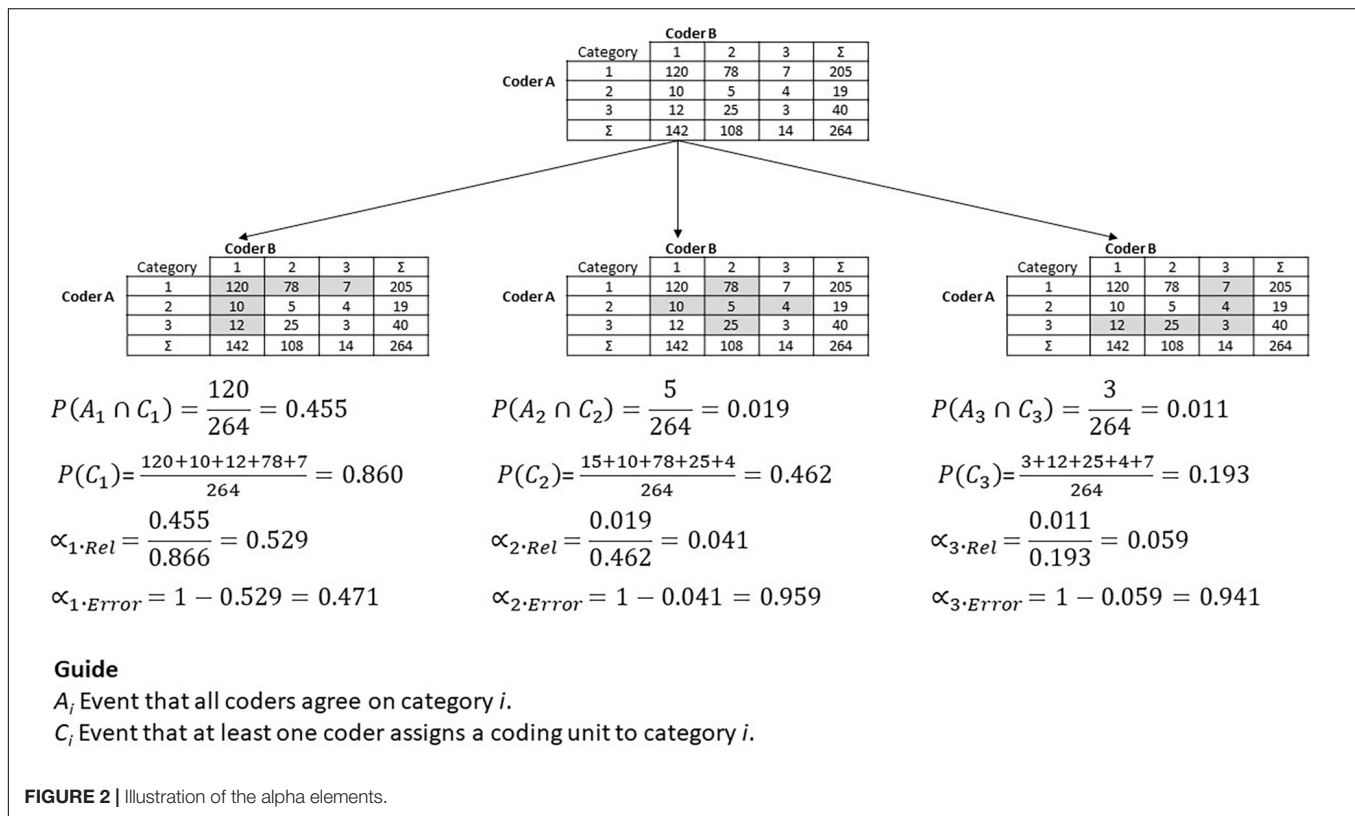 Coder B
Category 1 2 3 Σ
Coder A
1 120 78 7 205
2 10 5 4 19
3 12 25 3 40
Σ 142 108 14 264
Coder B
Category 1 2 3 Σ
Coder A
1 120 78 7 205
2 10 5 4 19
3 12 25 3 40
Σ 142 108 14 264
P(A₁ ∩ C₁) = 120/264 = 0.455
P(C₁)= 120+10+12+78+7/264 = 0.860
∝₁·Rel = 0.455/0.866 = 0.529
∝₁·Error = 1 − 0.529 = 0.471
Coder B
Category 1 2 3 Σ
Coder A
1 120 78 7 205
2 10 5 4 19
3 12 25 3 40
Σ 142 108 14 264
P(A₂ ∩ C₂) = 5/264 = 0.019
P(C₂)= 15+10+78+25+4/264 = 0.462
∝₂·Rel = 0.019/0.462 = 0.041
∝₂·Error = 1 − 0.041 = 0.959
Coder B
Category 1 2 3 Σ
Coder A
1 120 78 7 205
2 10 5 4 19
3 12 25 3 40
Σ 142 108 14 264
P(A₃ ∩ C₃) = 3/264 = 0.011
P(C₃)= 3+12+25+4+7/264 = 0.193
∝₃·Rel = 0.011/0.193 = 0.059
∝₃·Error = 1 − 0.059 = 0.941
Guide
Aᵢ Event that all coders agree on category i.
Cᵢ Event that at least one coder assigns a coding unit to category i.
FIGURE 2 | Illustration of the alpha elements.